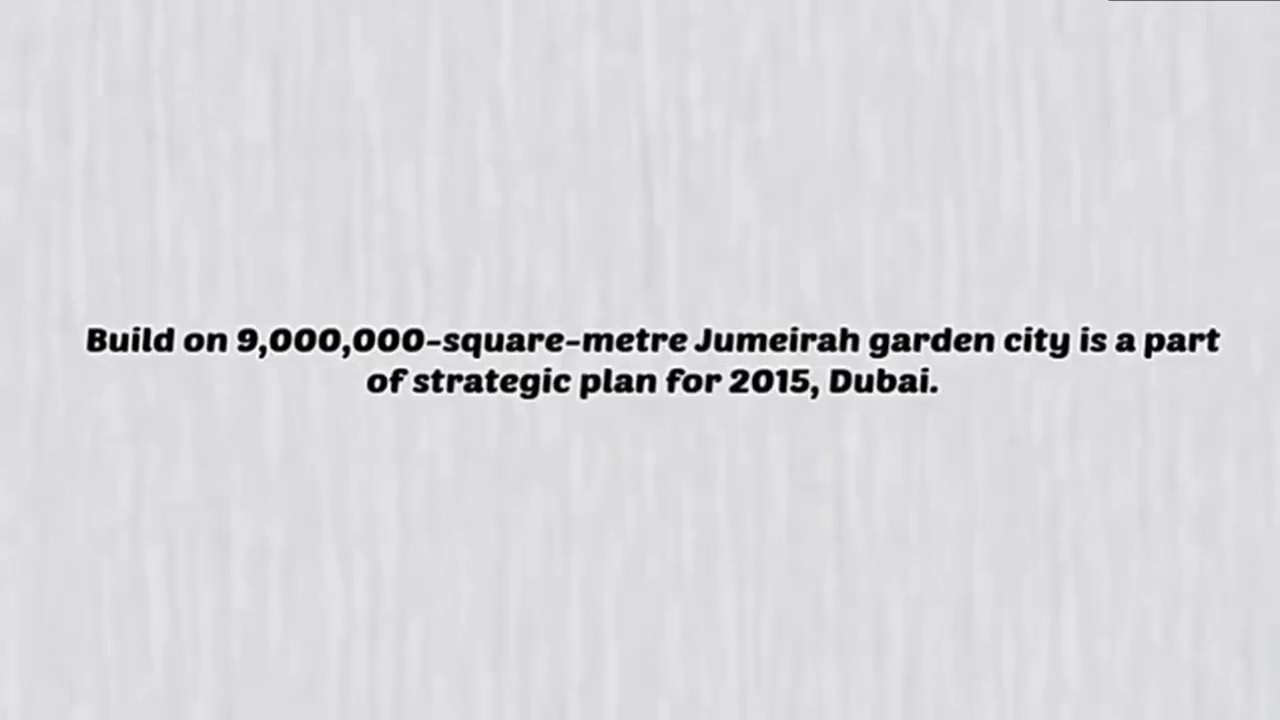 Build on 9,000,000-square-metre Jumeirah garden city is a part
of strategic plan for 2015, Dubai.